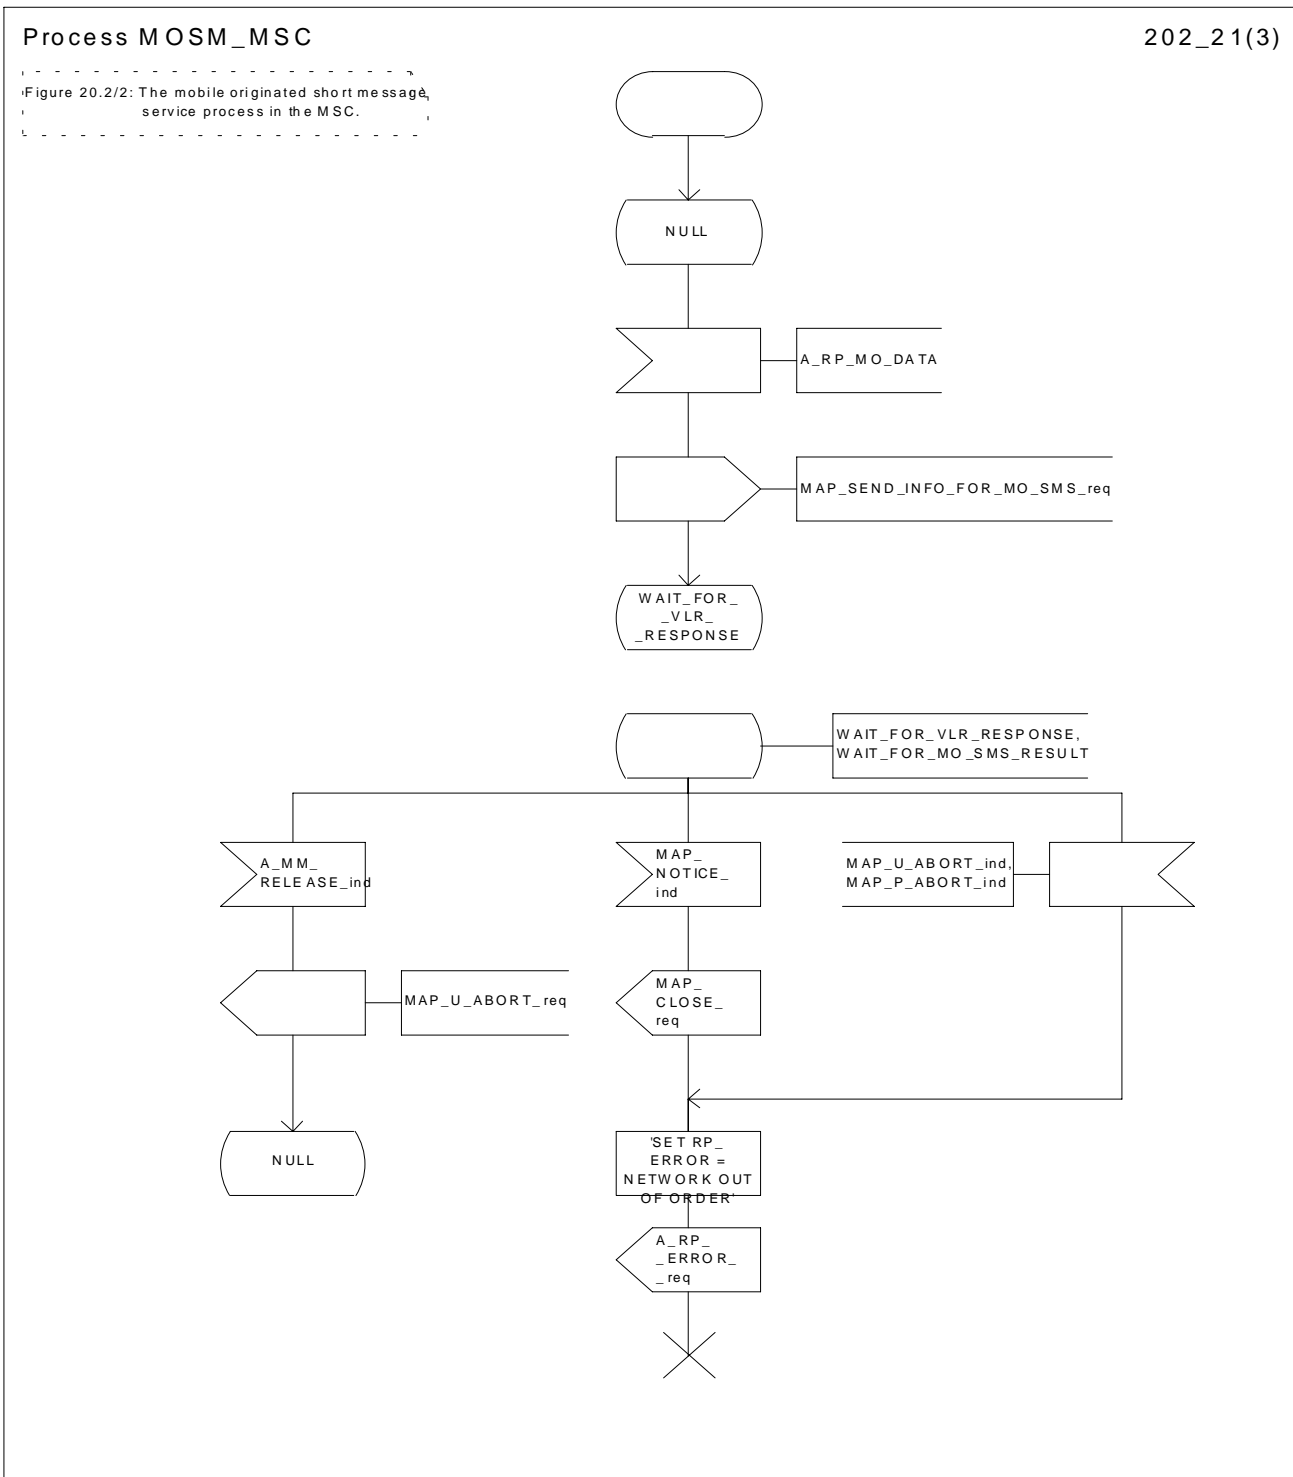 Process MOSM_MSC
202_21(3)
Figure 20.2/2: The mobile originated short message
service process in the MSC.
NULL
A_RP_MO_DATA
MAP_SEND_INFO_FOR_MO_SMS_req
WAIT_FOR_
_VLR_
_RESPONSE
WAIT_FOR_VLR_RESPONSE,
WAIT_FOR_MO_SMS_RESULT
A_MM_
RELEASE_ind
MAP_
NOTICE_
ind
MAP_U_ABORT_ind,
MAP_P_ABORT_ind
MAP_U_ABORT_req
MAP_
CLOSE_
req
NULL
'SET RP_
ERROR =
NETWORK OUT
OF ORDER'
A_RP_
_ERROR_
_req